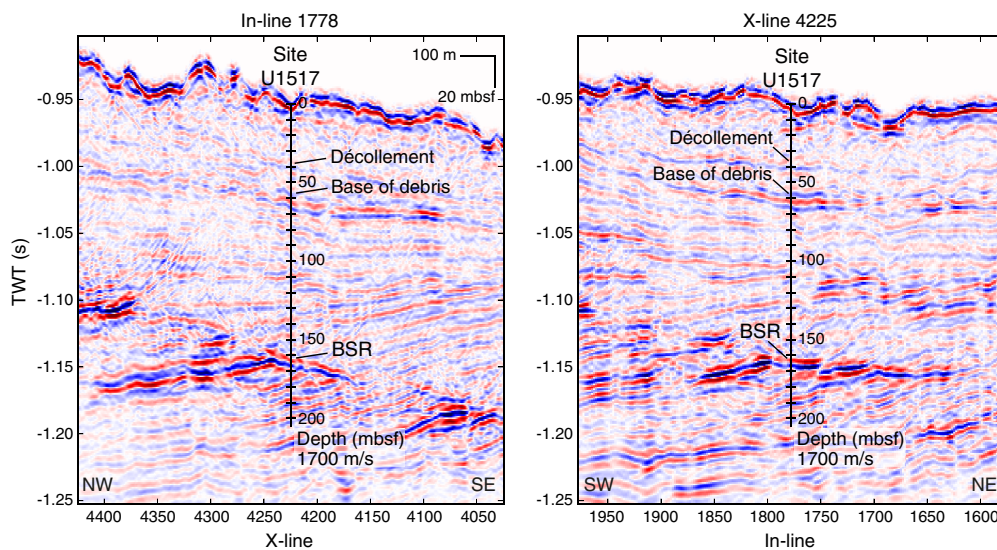 In-line 1778
Site
U1517
100 m
20 mbsf
0
Décollement
50
Base of debris
100
150
BSR
200
Depth (mbsf)
1700 m/s
NW
SE
-0.95
-1.00
-1.05
-1.10
-1.15
-1.20
-1.25
TWT (s)
4400
4350
4300
4250
4200
4150
4100
4050
X-line
X-line 4225
Site
U1517
0
Décollement
50
Base of debris
100
150
BSR
200
Depth (mbsf)
1700 m/s
SW
NE
-0.95
-1.00
-1.05
-1.10
-1.15
-1.20
-1.25
1950
1900
1850
1800
1750
1700
1650
1600
In-line